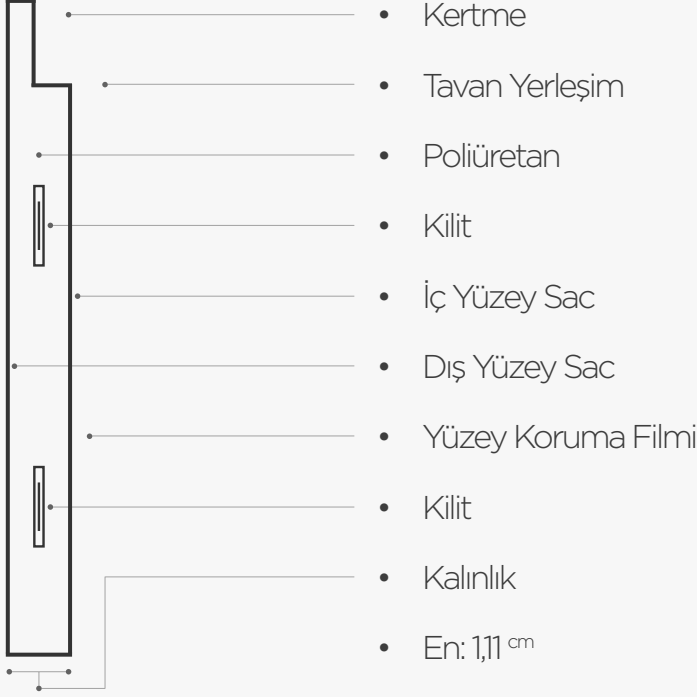 • Kertme
• Tavan Yerleşim
• Poliüretan
• Kilit
• İç Yüzey Sac
• Dış Yüzey Sac
• Yüzey Koruma Filmi
• Kilit
• Kalınlık
• En: 1,11 cm